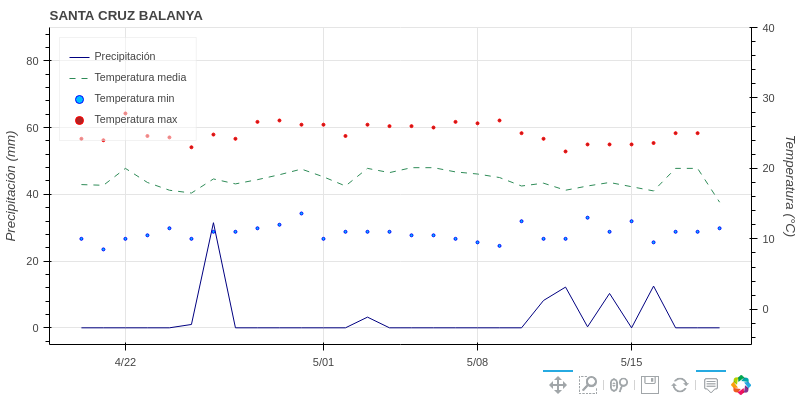 SANTA CRUZ BALANYA
Precipitación
Temperatura media
Temperatura min
Temperatura max
Precipitación (mm)
80
60
40
20
0
Temperatura (°C)
40
30
20
10
0
4/22
5/01
5/08
5/15